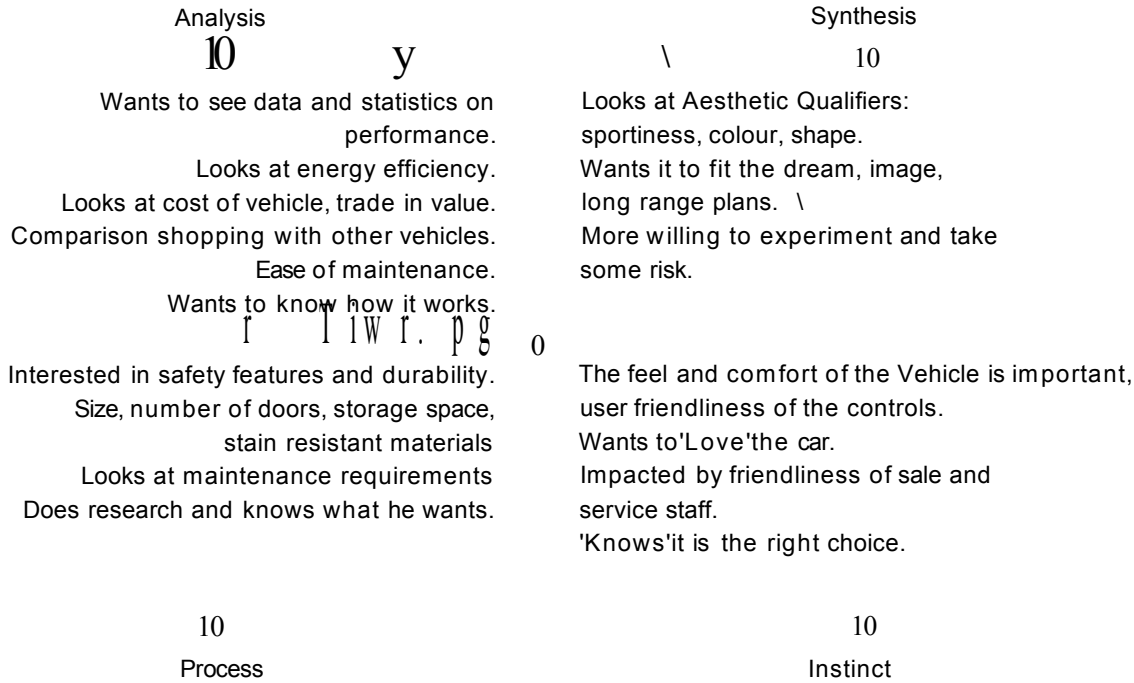 Analysis
10 y
Wants to see data and statistics on
performance.
Looks at energy efficiency.
Looks at cost of vehicle, trade in value.
Comparison shopping with other vehicles.
Ease of maintenance.
Wants to know how it works.
Synthesis
\ 10
Looks at Aesthetic Qualifiers:
sportiness, colour, shape.
Wants it to fit the dream, image,
long range plans. \
More willing to experiment and take
some risk.
r l i w r . p g 0
Interested in safety features and durability.
Size, number of doors, storage space,
stain resistant materials
Looks at maintenance requirements
Does research and knows what he wants.
10
Process
The feel and comfort of the Vehicle is important,
user friendliness of the controls.
Wants to'Love'the car.
Impacted by friendliness of sale and
service staff.
'Knows'it is the right choice.
10
Instinct